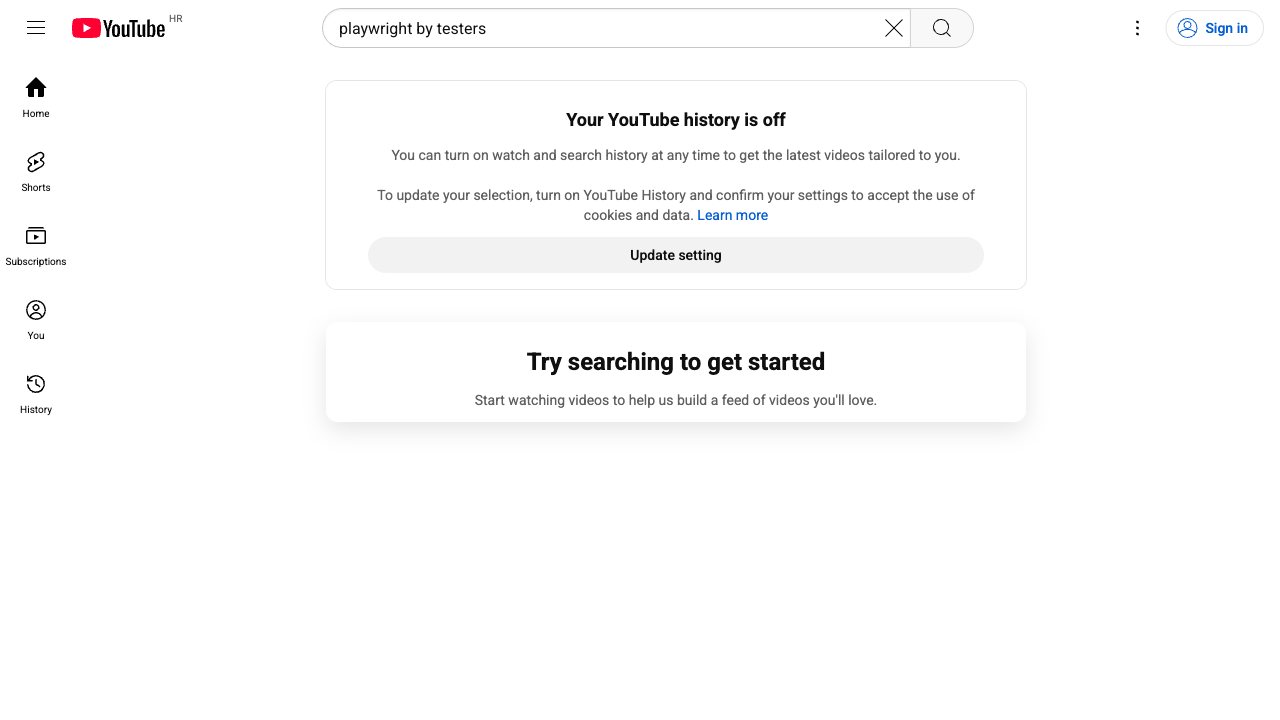 YouTube HR
playwright by testers
Sign in
Home
Shorts
Subscriptions
You
History
Your YouTube history is off
You can turn on watch and search history at any time to get the latest videos tailored to you.
To update your selection, turn on YouTube History and confirm your settings to accept the use of
cookies and data. Learn more
Update setting
Try searching to get started
Start watching videos to help us build a feed of videos you'll love.